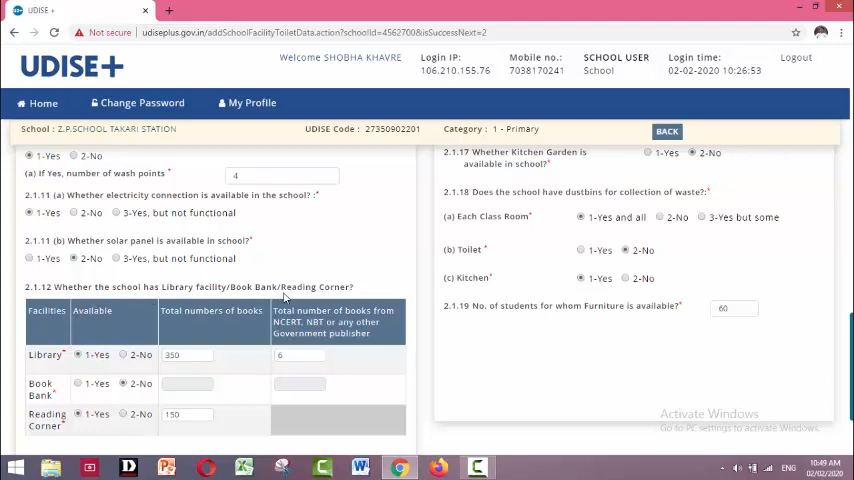 UDISE +
Not secure | udiseplus.gov.in/addSchoolFacilityToiletData.action?schoolId=4562700&isSuccessNext=2
UDISE+
Welcome SHOBHA KHAVRE
Login IP:
106.210.155.76
Mobile no.:
7038170241
SCHOOL USER
School
Login time:
02-02-2020 10:26:53
Logout
Home
Change Password
My Profile
School : Z.P.SCHOOL TAKARI STATION
UDISE Code : 27350902201
Category : 1 - Primary
BACK
1-Yes 2-No
(a) If Yes, number of wash points * 4
2.1.11 (a) Whether electricity connection is available in the school? :*
1-Yes 2-No 3-Yes, but not functional
2.1.11 (b) Whether solar panel is available in school?*
1-Yes 2-No 3-Yes, but not functional
2.1.12 Whether the school has Library facility/Book Bank/Reading Corner?
Facilities Available Total numbers of books
Total number of books from
NCERT, NBT or any other
Government publisher
Library* 1-Yes 2-No 350 6
Book
Bank* 1-Yes 2-No
Reading
Corner* 1-Yes 2-No 150
2.1.17 Whether Kitchen Garden is
available in school?* 1-Yes 2-No
2.1.18 Does the school have dustbins for collection of waste?:*
(a) Each Class Room* 1-Yes and all 2-No 3-Yes but some
(b) Toilet* 1-Yes 2-No
(c) Kitchen* 1-Yes 2-No
2.1.19 No. of students for whom Furniture is available?* 60
Activate Windows
Go to PC settings to activate Windows.
ENG
10:49 AM
02/02/2020